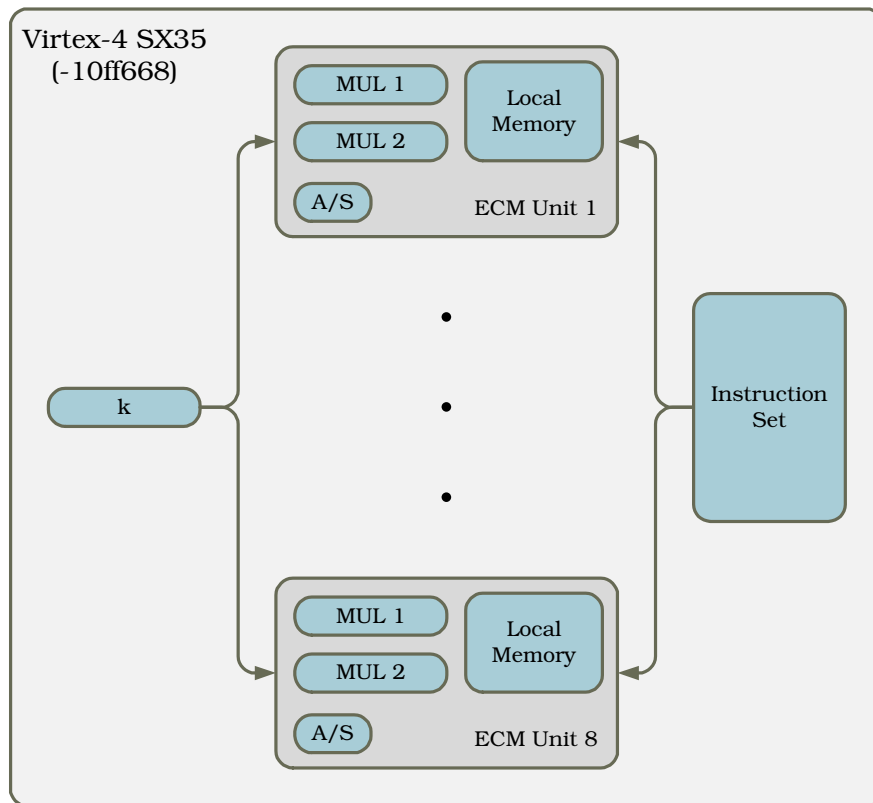 Virtex-4 SX35
(-10ff668)
MUL 1
MUL 2
A/S
Local
Memory
ECM Unit 1
k
Instruction
Set
MUL 1
MUL 2
A/S
Local
Memory
ECM Unit 8